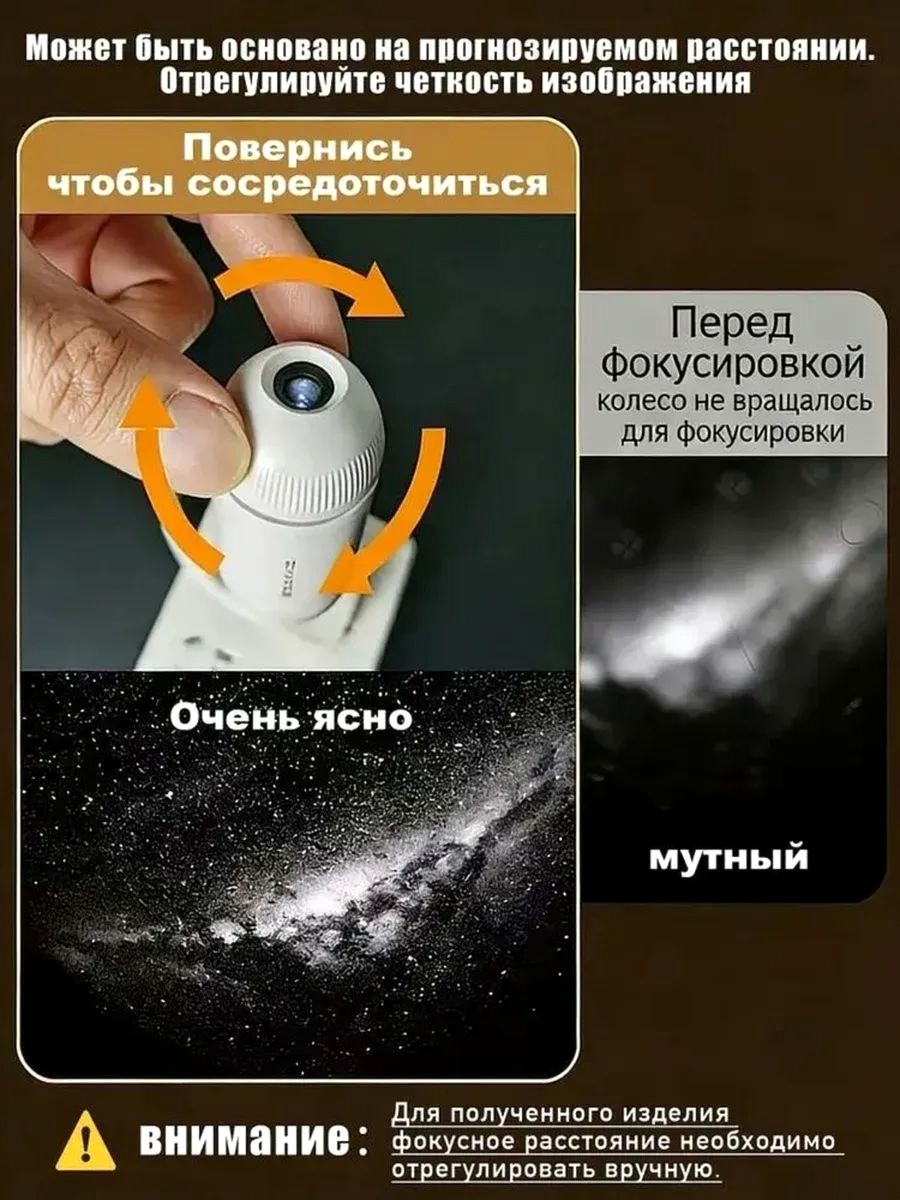 Может быть основано на прогнозируемом расстоянии.
Отрегулируйте четкость изображения
Повернись
чтобы сосредоточиться
Перед
фокусировкой
колесо не вращалось
для фокусировки
Очень ясно
мутный
внимание:
Для полученного изделия
фокусное расстояние необходимо
отрегулировать вручную.